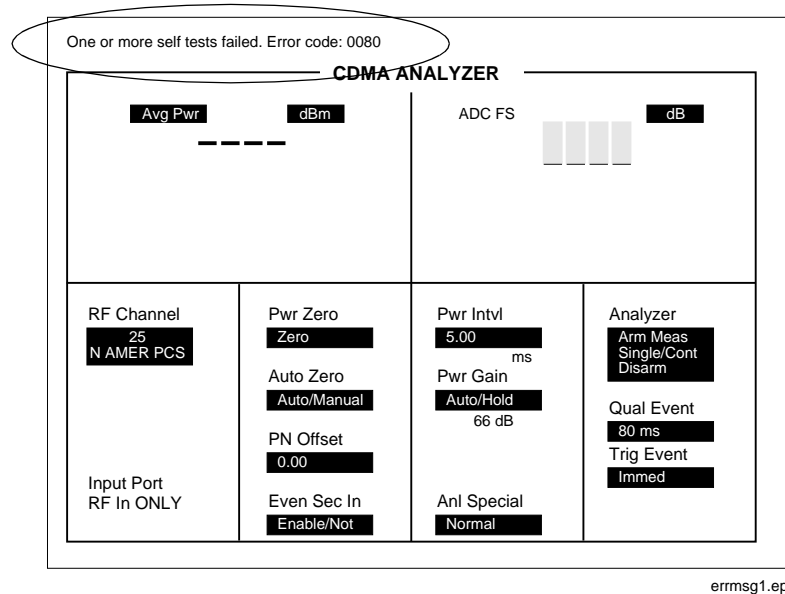 One or more self tests failed. Error code: 0080
CDMA ANALYZER
Avg Pwr
dBm
ADC FS
dB
RF Channel
25
N AMER PCS
Input Port
RF In ONLY
Pwr Zero
Zero
Auto Zero
Auto/Manual
PN Offset
0.00
Even Sec In
Enable/Not
Pwr Intvl
5.00
ms
Pwr Gain
Auto/Hold
66 dB
Anl Special
Normal
Analyzer
Arm Meas
Single/Cont
Disarm
Qual Event
80 ms
Trig Event
Immed
errmsg1.ep